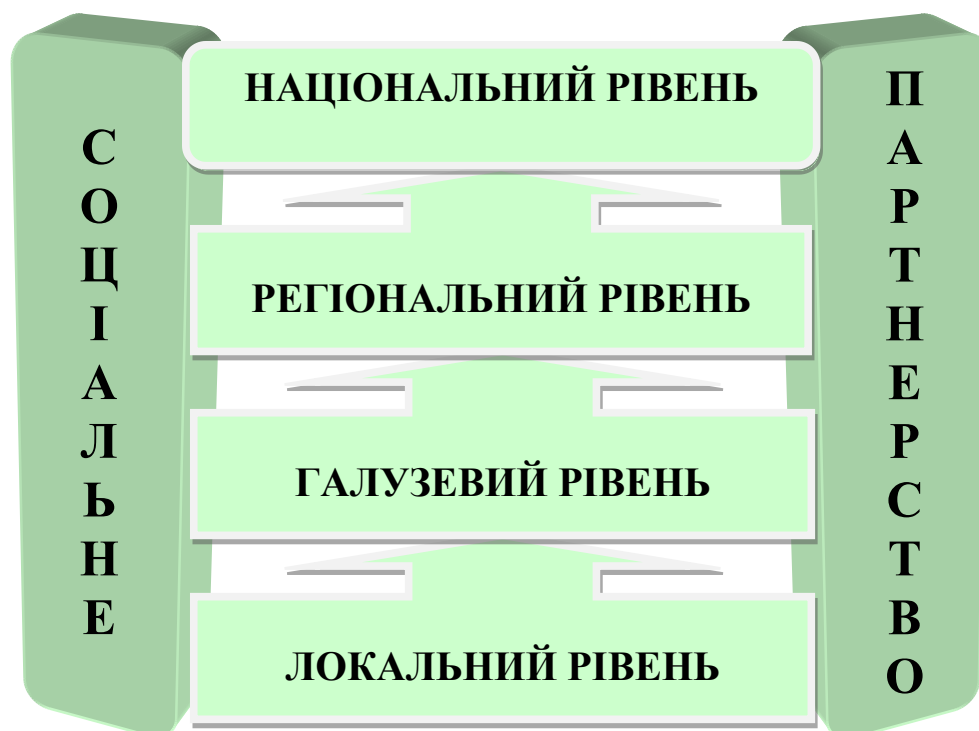 СОЦІАЛЬНЕ
НАЦІОНАЛЬНИЙ РІВЕНЬ
РЕГІОНАЛЬНИЙ РІВЕНЬ
ГАЛУЗЕВИЙ РІВЕНЬ
ЛОКАЛЬНИЙ РІВЕНЬ
ПАРТНЕРСТВО